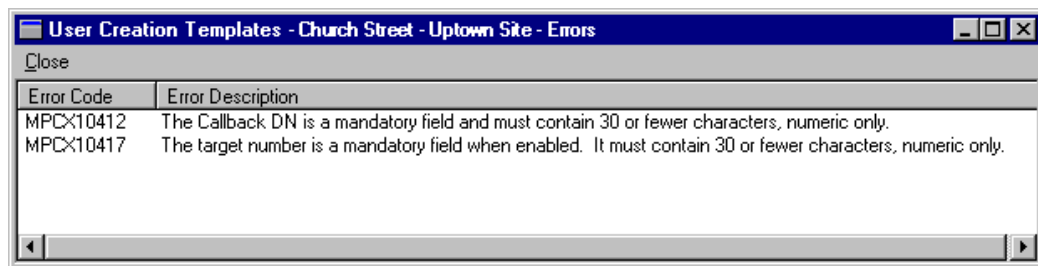 User Creation Templates - Church Street - Uptown Site - Errors
Close
Error Code Error Description
MPCX10412 The Callback DN is a mandatory field and must contain 30 or fewer characters, numeric only.
MPCX10417 The target number is a mandatory field when enabled. It must contain 30 or fewer characters, numeric only.